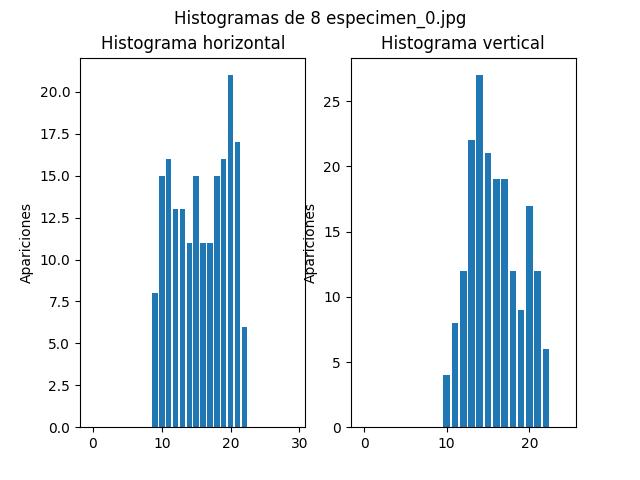 Histogramas de 8 especimen_0.jpg
Histograma horizontal
Histograma vertical
Apariciones
20.0
17.5
15.0
12.5
10.0
7.5
5.0
2.5
0.0
0 10 20 30
Apariciones
25
20
15
10
5
0
0 10 20